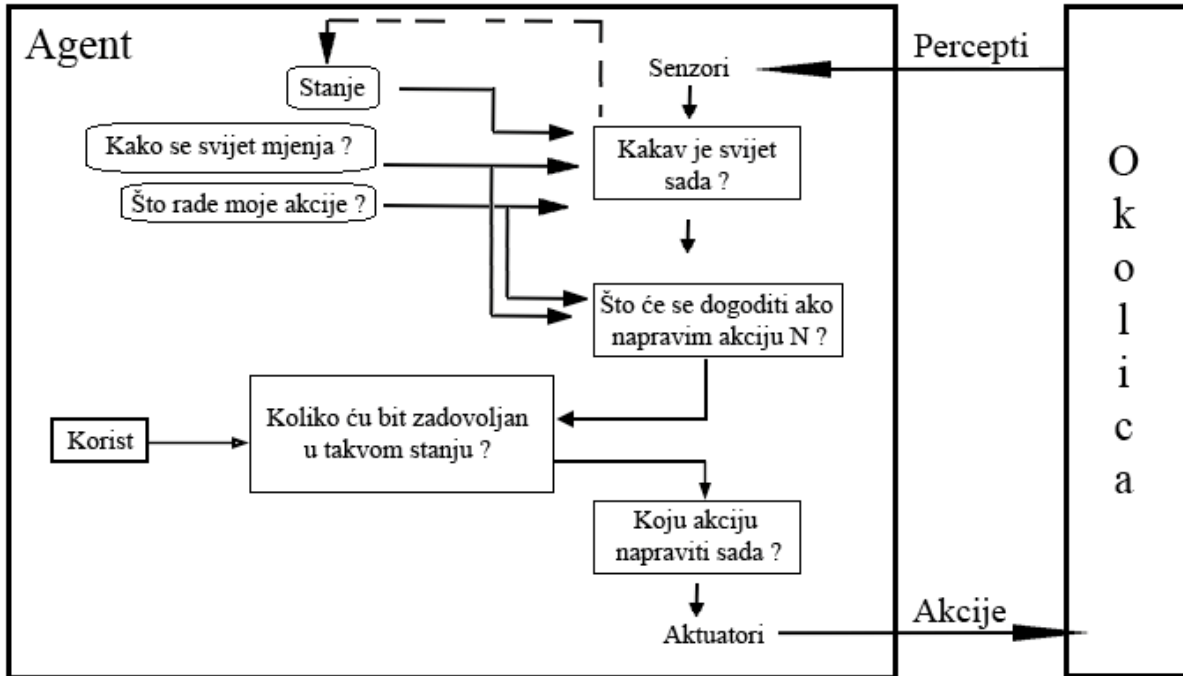 Agent
Percepti
Senzori
Stanje
Kako se svijet mjenja ?
Kakav je svijet
sada ?
Što rade moje akcije ?
Što će se dogoditi ako
napravim akciju N ?
Koliko ću bit zadovoljan
u takvom stanju ?
Korist
Koju akciju
napraviti sada ?
Aktuatori
Akcije
Okolica